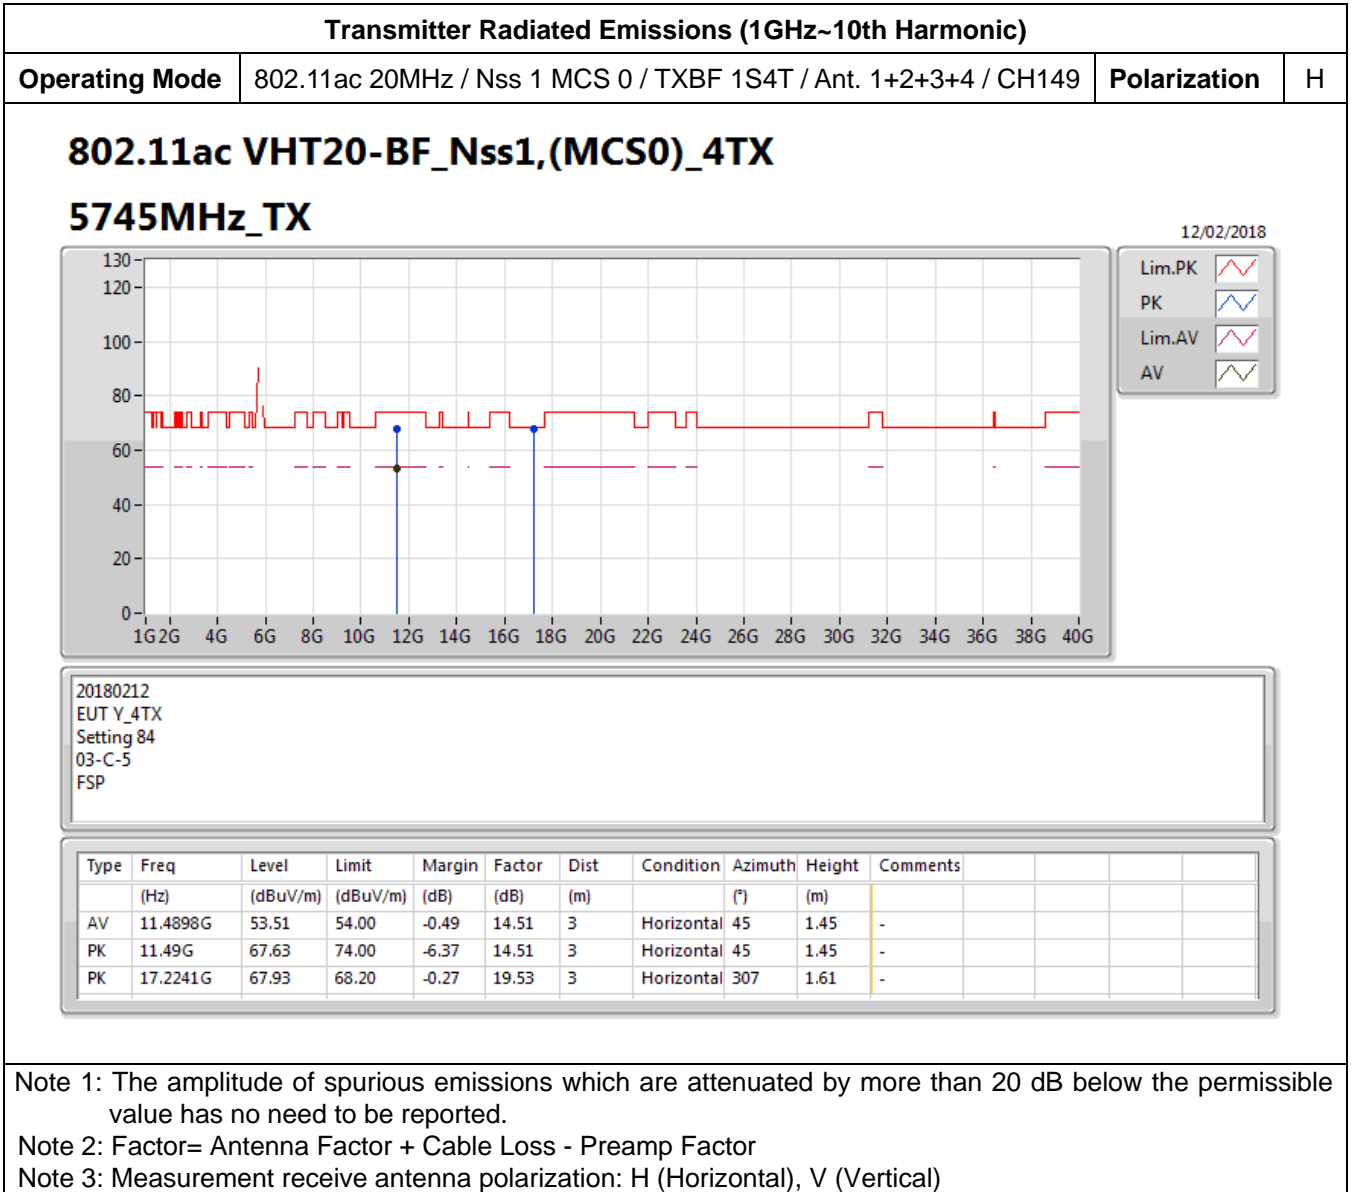 Transmitter Radiated Emissions (1GHz~10th Harmonic)
Operating Mode 802.11ac 20MHz / Nss 1 MCS 0 / TXBF 1S4T / Ant. 1+2+3+4 / CH149 Polarization H
802.11ac VHT20-BF_Nss1,(MCS0)_4TX
5745MHz_TX
12/02/2018
130
120
100
80
60
40
20
0
1G 2G 4G 6G 8G 10G 12G 14G 16G 18G 20G 22G 24G 26G 28G 30G 32G 34G 36G 38G 40G
Lim.PK
PK
Lim.AV
AV
20180212
EUT Y_4TX
Setting 84
03-C-5
FSP
Type Freq Level Limit Margin Factor Dist Condition Azimuth Height Comments
(Hz) (dBuV/m) (dBuV/m) (dB) (dB) (m) (°) (m)
AV 11.4898G 53.51 54.00 -0.49 14.51 3 Horizontal 45 1.45 -
PK 11.49G 67.63 74.00 -6.37 14.51 3 Horizontal 45 1.45 -
PK 17.2241G 67.93 68.20 -0.27 19.53 3 Horizontal 307 1.61 -
Note 1: The amplitude of spurious emissions which are attenuated by more than 20 dB below the permissible
value has no need to be reported.
Note 2: Factor= Antenna Factor + Cable Loss - Preamp Factor
Note 3: Measurement receive antenna polarization: H (Horizontal), V (Vertical)